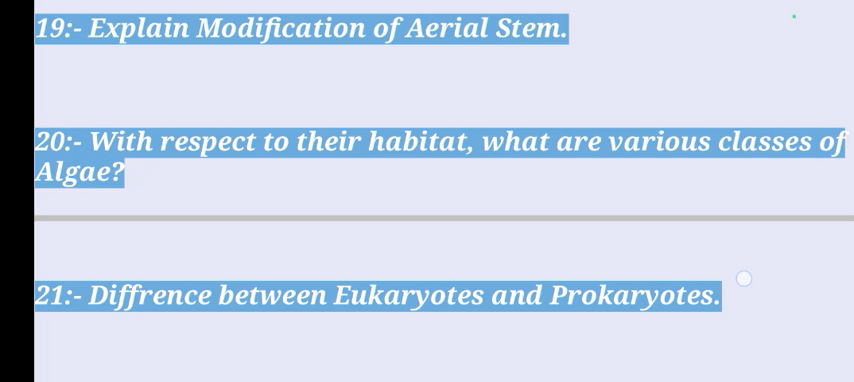 19:- Explain Modification of Aerial Stem.
20:- With respect to their habitat, what are various classes of
Algae?
21:- Diffrence between Eukaryotes and Prokaryotes.